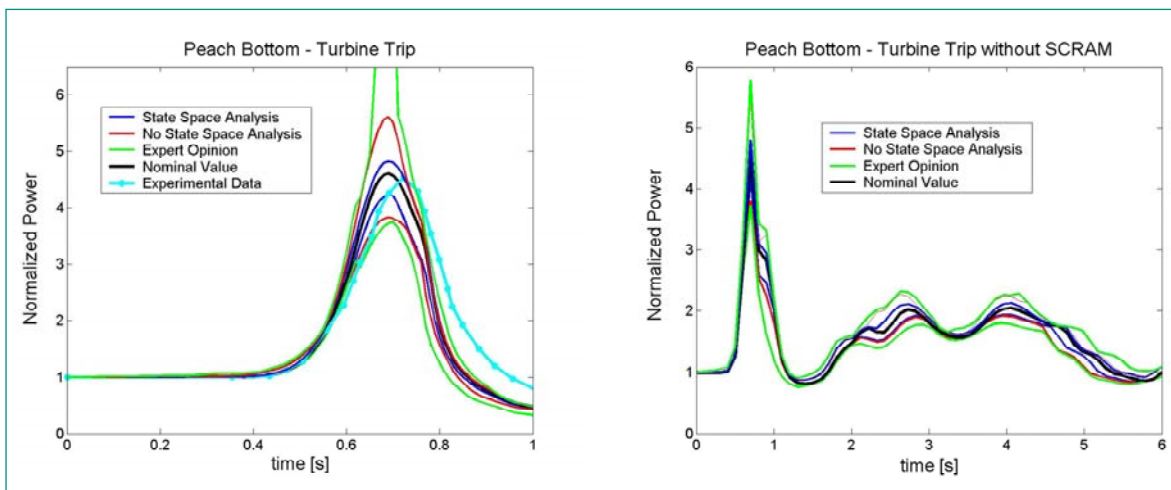 Peach Bottom - Turbine Trip
Normalized Power
6
5
4
3
2
1
0
State Space Analysis
No State Space Analysis
Expert Opinion
Nominal Value
Experimental Data
0 0.2 0.4 0.6 0.8 1
time [s]
Peach Bottom - Turbine Trip without SCRAM
Normalized Power
6
5
4
3
2
1
0
State Space Analysis
No State Space Analysis
Expert Opinion
Nominal Value
0 1 2 3 4 5 6
time [s]